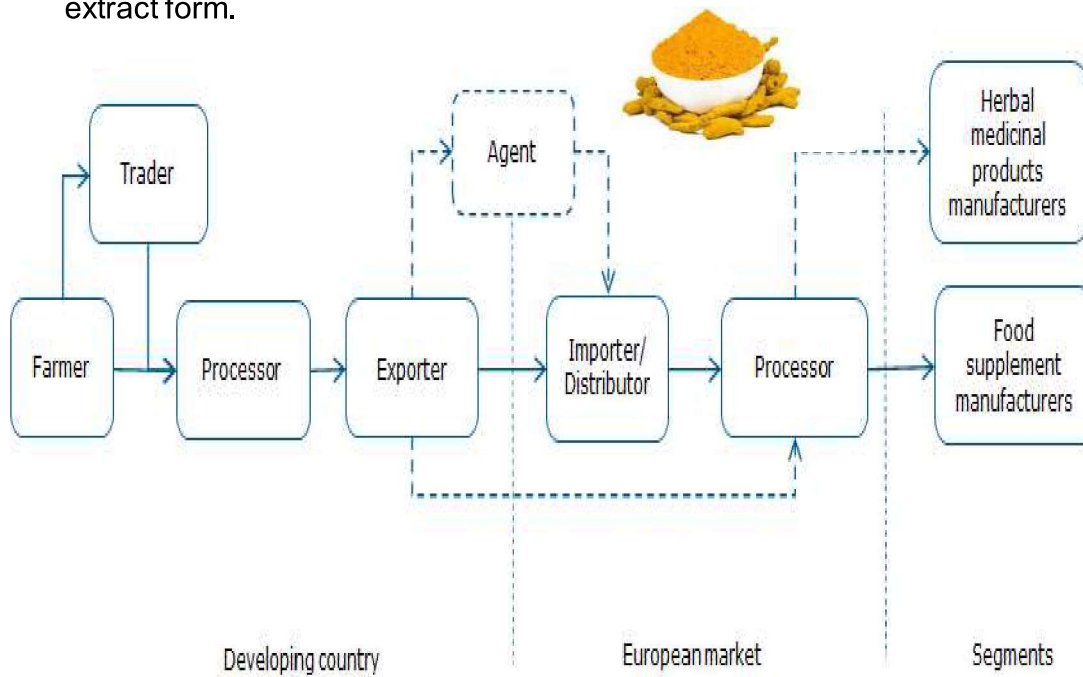 extract form.
Trader
Agent
Herbal
medicinal
products
manufacturers
Farmer
Processor
Exporter
Importer/
Distributor
Processor
Food
supplement
manufacturers
Developing country
European market
Segments